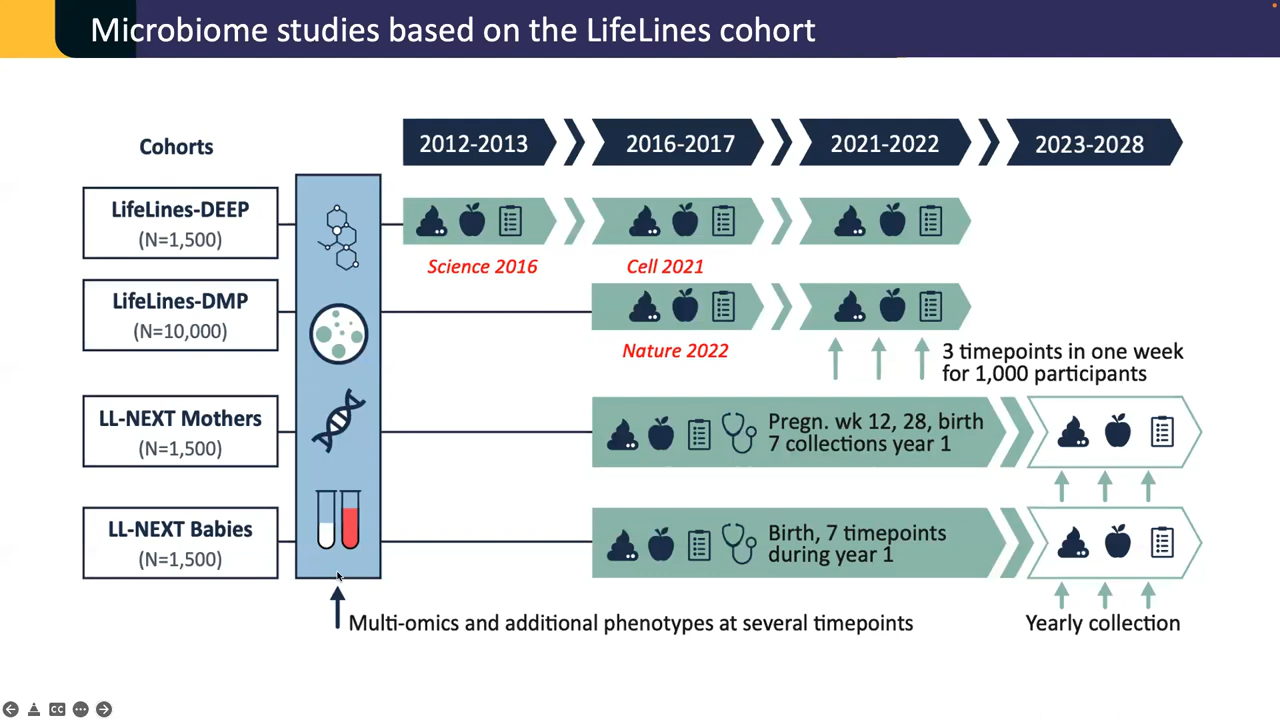 Microbiome studies based on the LifeLines cohort
Cohorts
2012-2013
2016-2017
2021-2022
2023-2028
LifeLines-DEEP
(N=1,500)
Science 2016
Cell 2021
LifeLines-DMP
(N=10,000)
Nature 2022
3 timepoints in one week
for 1,000 participants
LL-NEXT Mothers
(N=1,500)
Pregn. wk 12, 28, birth
7 collections year 1
LL-NEXT Babies
(N=1,500)
Birth, 7 timepoints
during year 1
Multi-omics and additional phenotypes at several timepoints
Yearly collection
CC